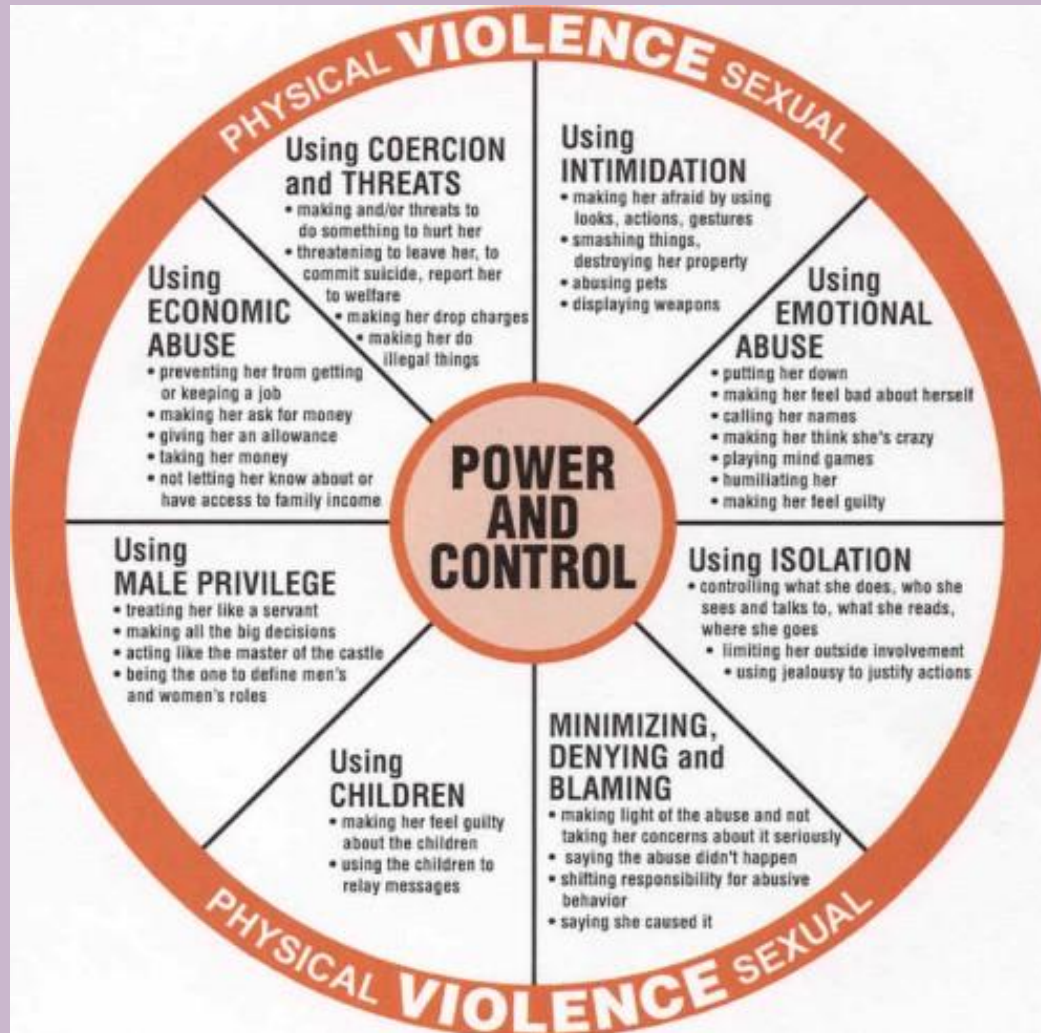 PHYSICAL VIOLENCE SEXUAL
Using COERCION
and THREATS
• making and/or threats to
do something to hurt her
• threatening to leave her, to
commit suicide, report her
to welfare
• making her drop charges
• making her do
illegal things
Using
INTIMIDATION
• making her afraid by using
looks, actions, gestures
• smashing things,
destroying her property
• abusing pets
• displaying weapons
Using
EMOTIONAL
ABUSE
• putting her down
• making her feel bad about herself
• calling her names
• making her think she's crazy
• playing mind games
• humiliating her
• making her feel guilty
Using ISOLATION
• controlling what she does, who she
sees and talks to, what she reads,
where she goes
• limiting her outside involvement
• using jealousy to justify actions
MINIMIZING,
DENYING and
BLAMING
• making light of the abuse and not
taking her concerns about it seriously
• saying the abuse didn't happen
• shifting responsibility for abusive
behavior
• saying she caused it
Using
CHILDREN
• making her feel guilty
about the children
• using the children to
relay messages
Using
MALE PRIVILEGE
• treating her like a servant
• making all the big decisions
• acting like the master of the castle
• being the one to define men's
and women's roles
Using
ECONOMIC
ABUSE
• preventing her from getting
or keeping a job
• making her ask for money
• giving her an allowance
• taking her money
• not letting her know about or
have access to family income
POWER
AND
CONTROL
PHYSICAL VIOLENCE SEXUAL